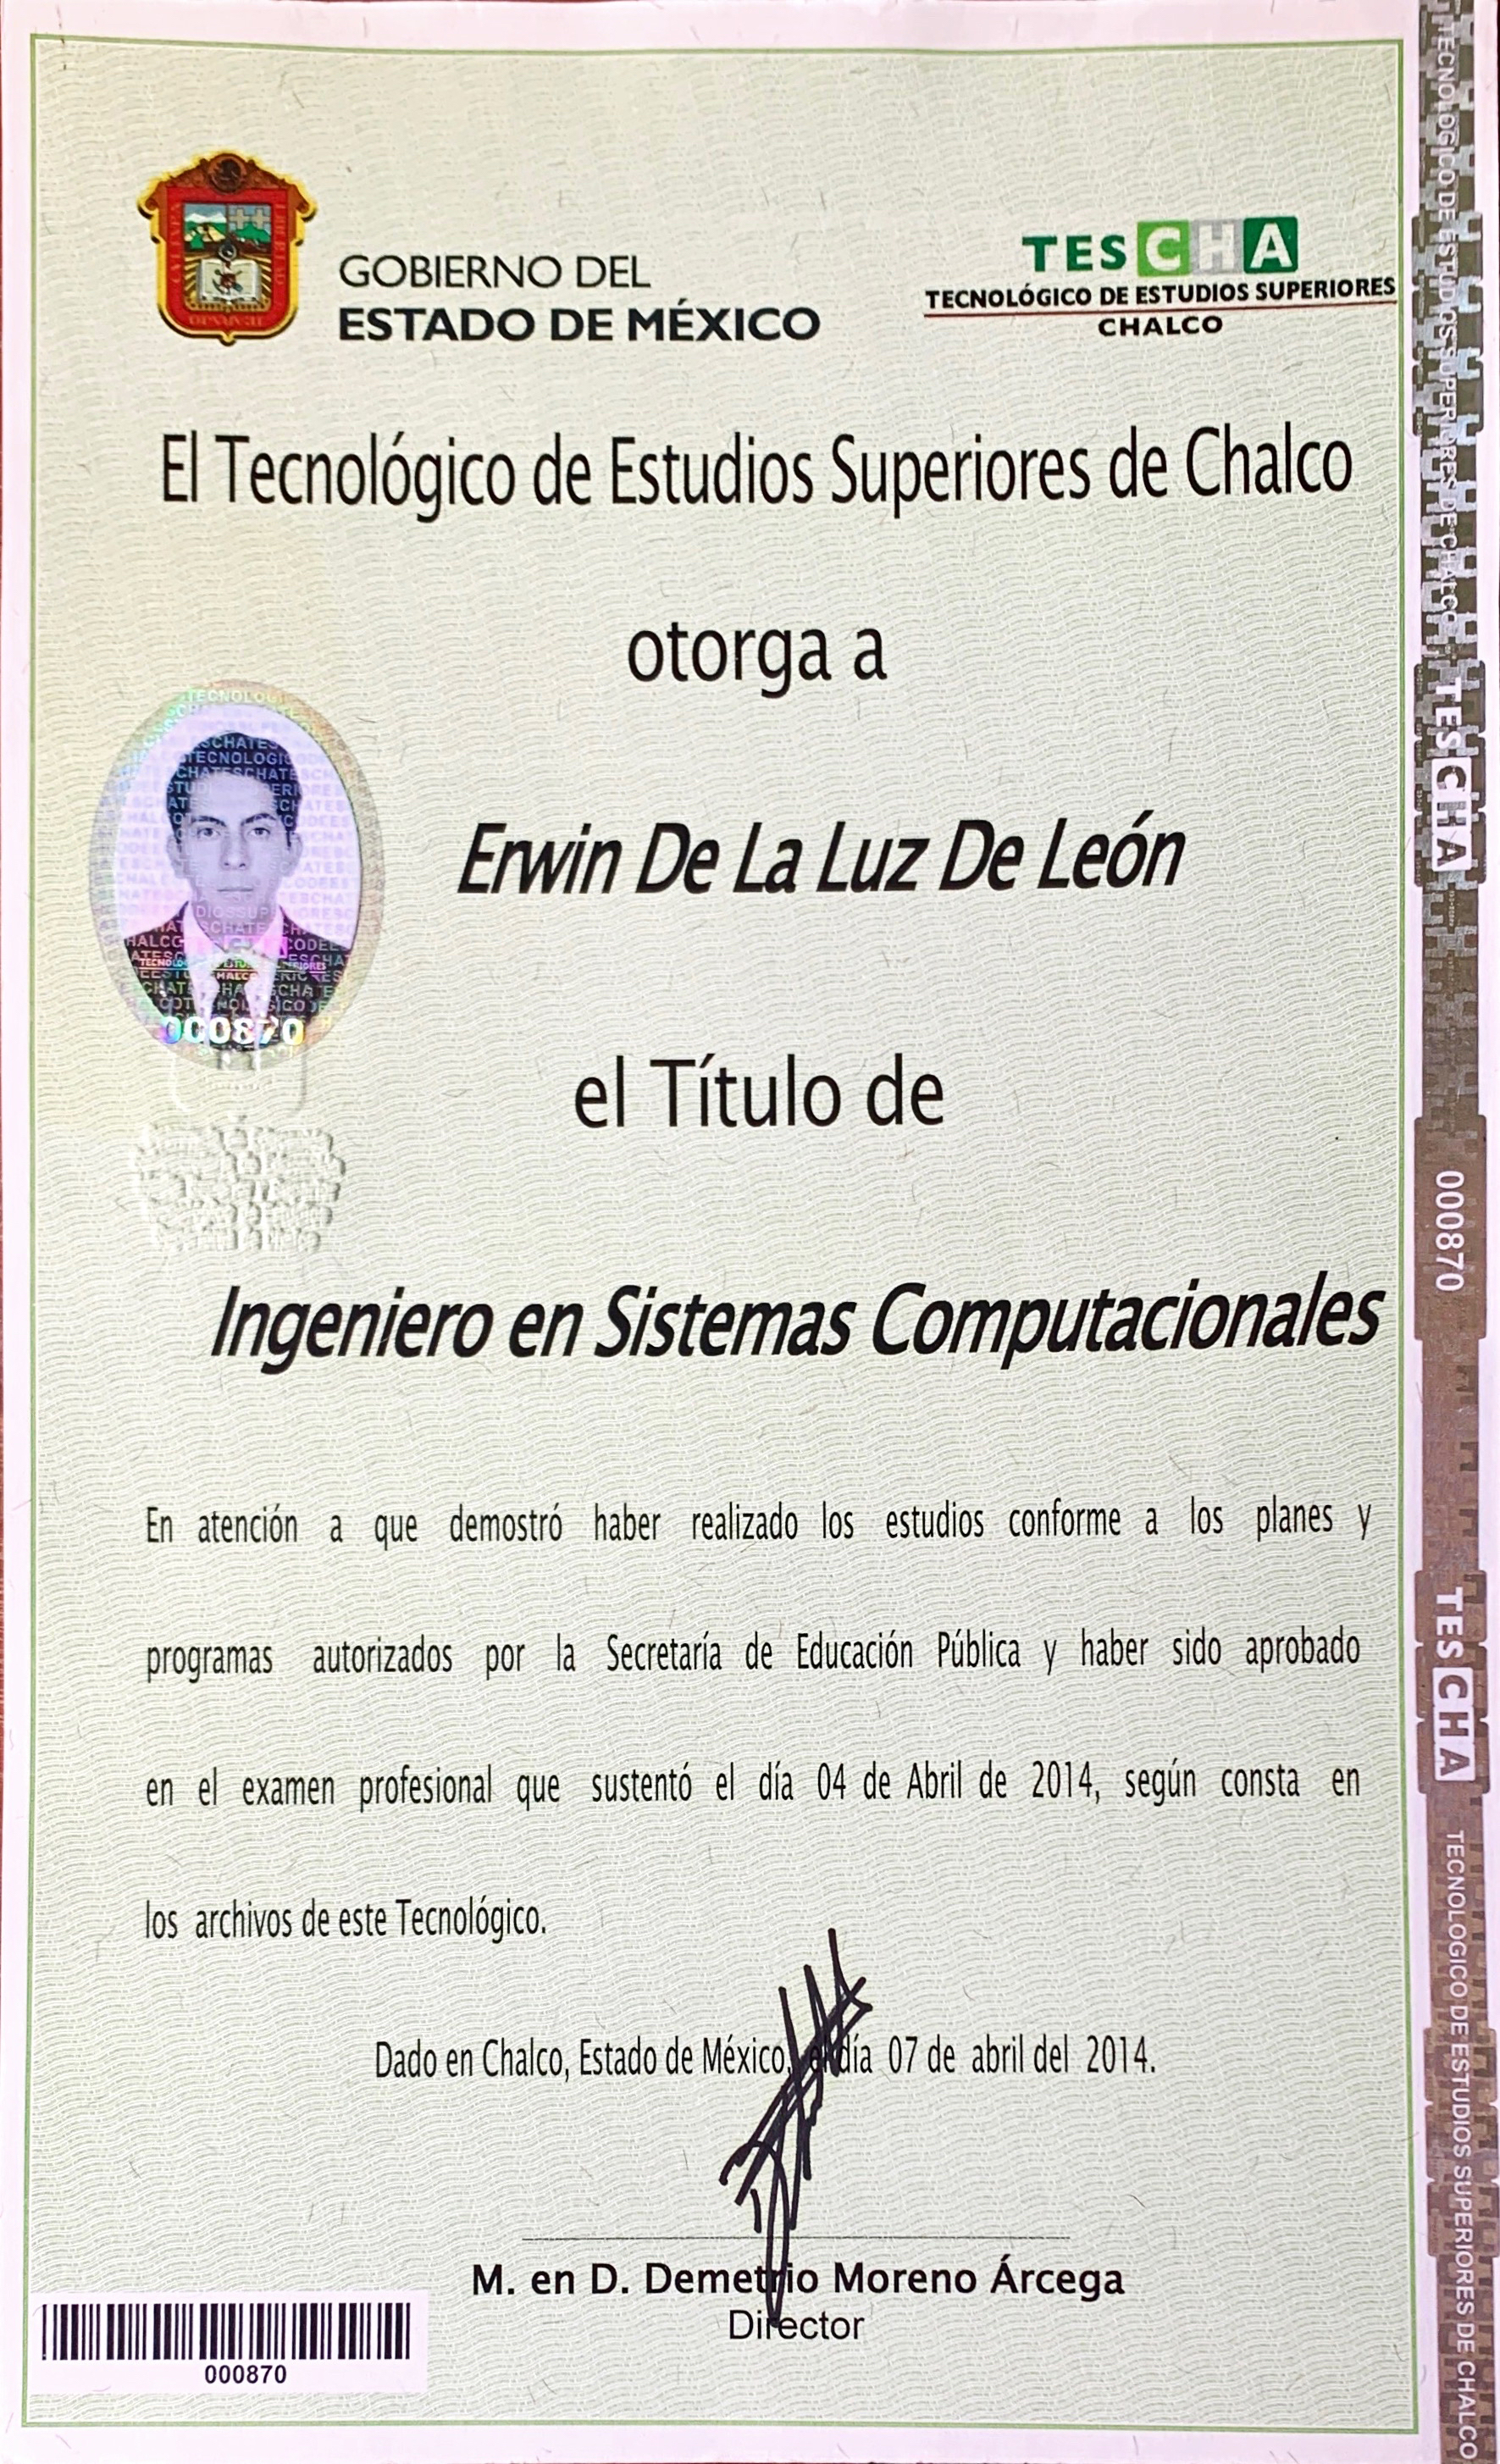 GOBIERNO DEL
ESTADO DE MÉXICO
TESCHA
TECNOLÓGICO DE ESTUDIOS SUPERIORES
CHALCO
El Tecnológico de Estudios Superiores de Chalco
otorga a
Erwin De La Luz De León
000870
el Título de
Ingeniero en Sistemas Computacionales
En atención a que demostró haber realizado los estudios conforme a los planes y
programas autorizados por la Secretaría de Educación Pública y haber sido aprobado
en el examen profesional que sustentó el día 04 de Abril de 2014, según consta en
los archivos de este Tecnológico.
Dado en Chalco, Estado de México, el día 07 de abril del 2014.
M. en D. Demetrio Moreno Árcega
Director
000870
TECNOLOGICO DE ESTUDIOS SUPERIORES DE CHALCO
TESCHA
000870
TESCHA
TECNOLOGICO DE ESTUDIOS SUPERIORES DE CHALCO